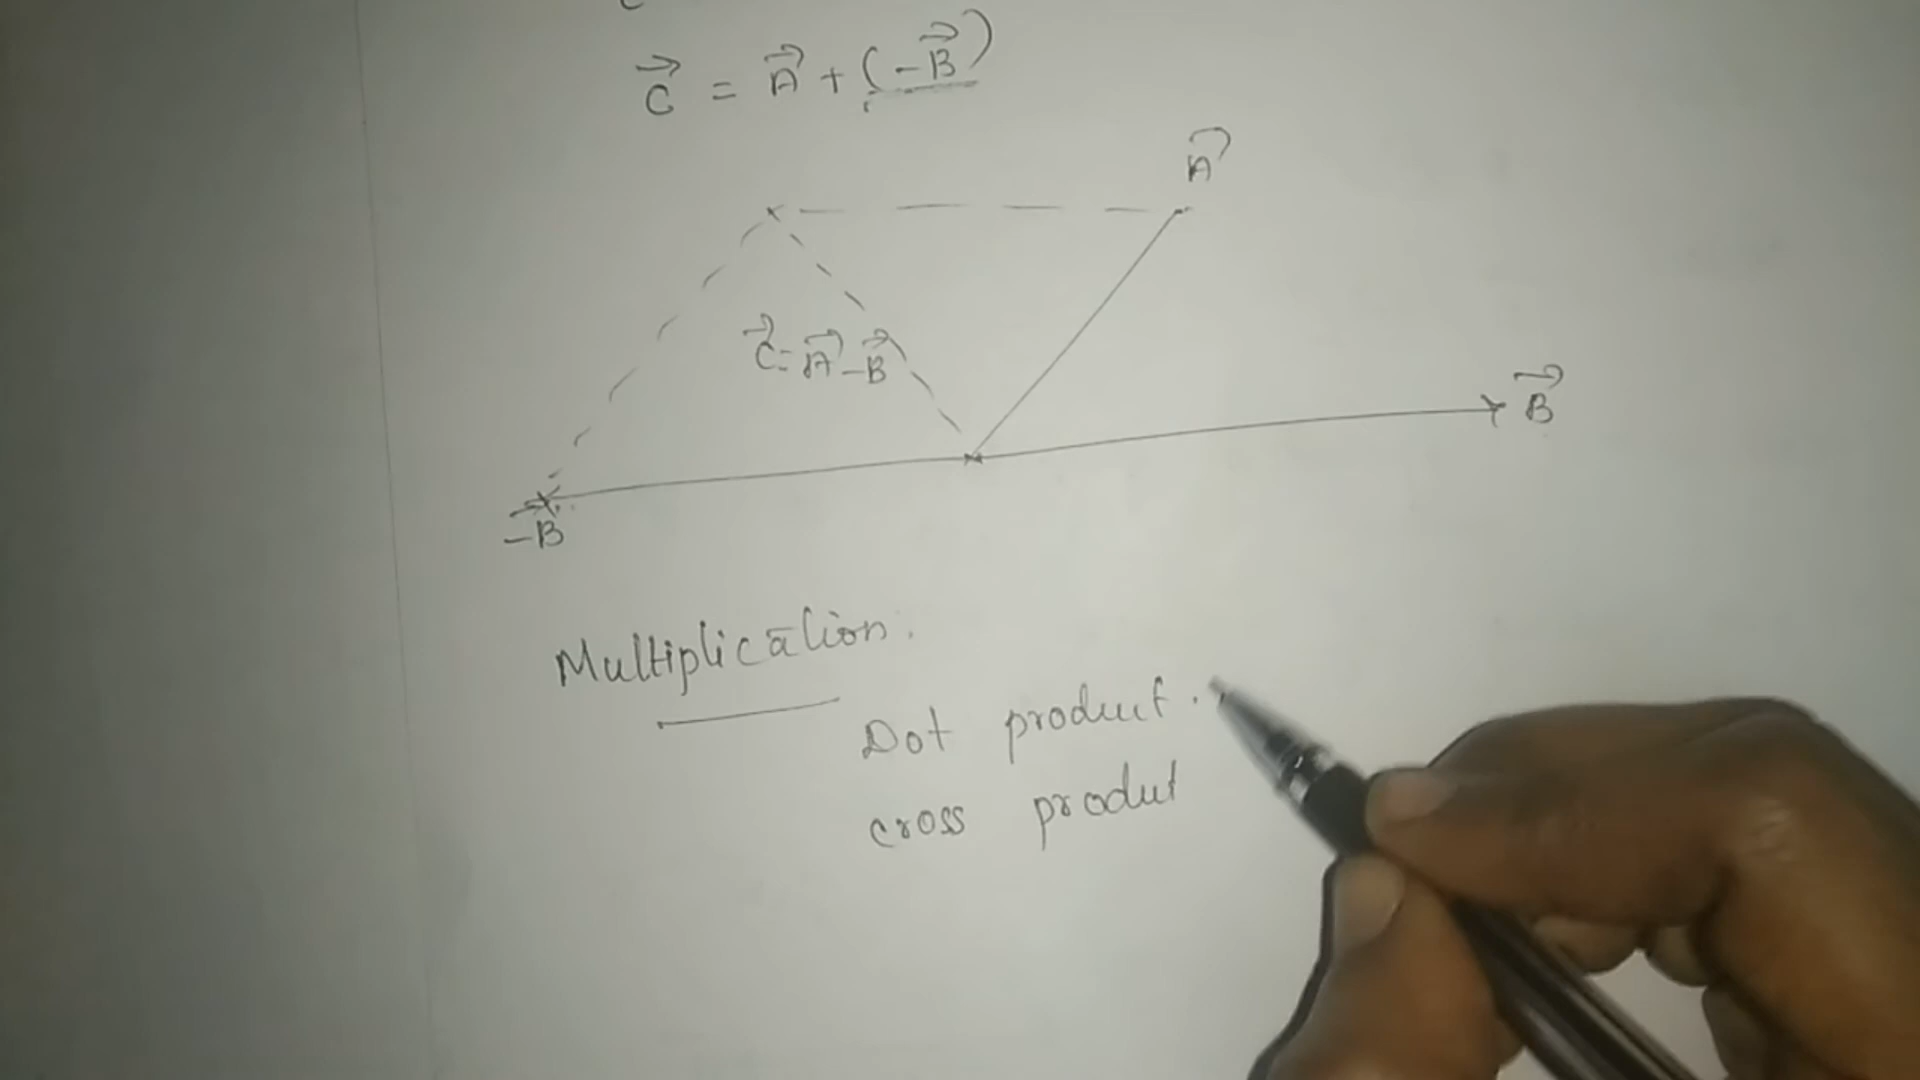 C⃗ = A⃗ + (-B⃗)
A⃗
C⃗ = A⃗ - B⃗
B⃗
-B⃗
Multiplication.
Dot product.
cross produt